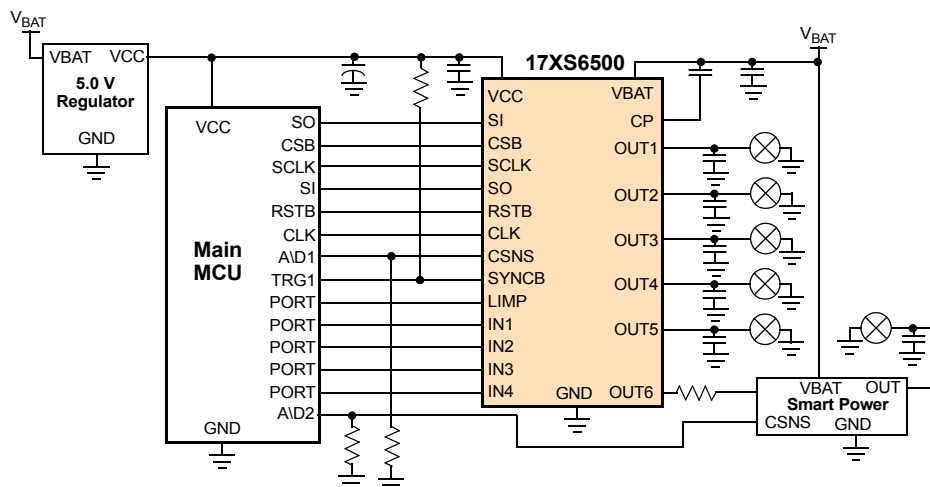 VBAT
VBAT VCC
5.0 V
Regulator
GND
VCC
Main
MCU
SO
CSB
SCLK
SI
RSTB
CLK
A\D1
TRG1
PORT
PORT
PORT
PORT
PORT
A\D2
GND
17XS6500
VCC
SI
CSB
SCLK
SO
RSTB
CLK
CSNS
SYNCB
LIMP
IN1
IN2
IN3
IN4
GND
VBAT
CP
OUT1
OUT2
OUT3
OUT4
OUT5
OUT6
VBAT
VBAT OUT
Smart Power
CSNS GND